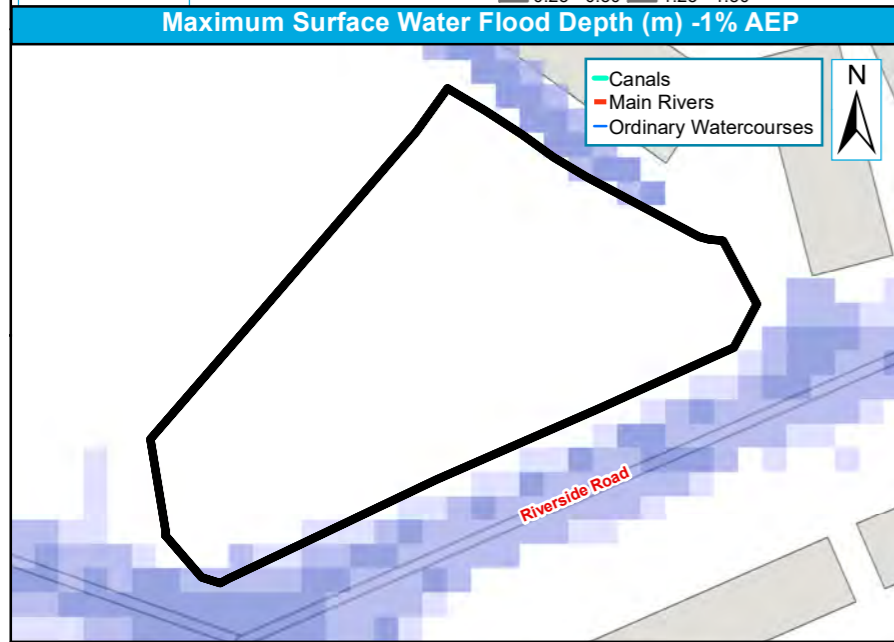 Maximum Surface Water Flood Depth (m) -1% AEP
Canals
Main Rivers
Ordinary Watercourses
N
Riverside Road